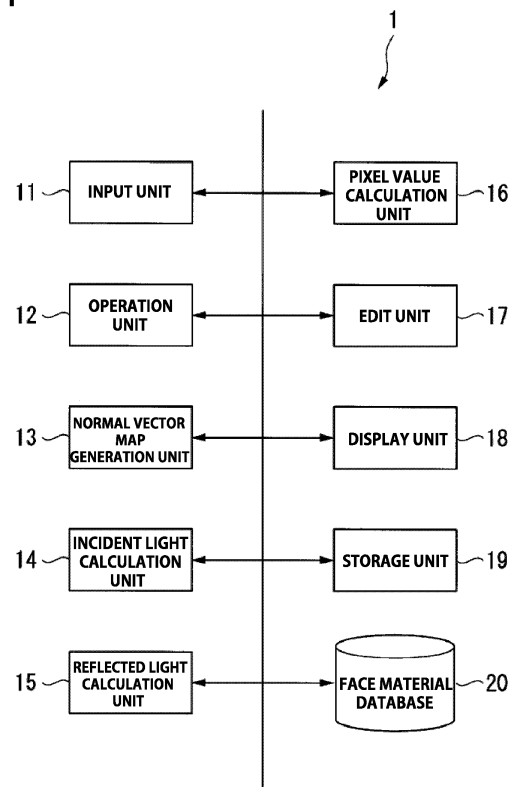 1
11
INPUT UNIT
PIXEL VALUE
CALCULATION
UNIT
16
12
OPERATION
UNIT
EDIT UNIT
17
13
NORMAL VECTOR
MAP
GENERATION UNIT
DISPLAY UNIT
18
14
INCIDENT LIGHT
CALCULATION
UNIT
STORAGE UNIT
19
15
REFLECTED LIGHT
CALCULATION
UNIT
FACE MATERIAL
DATABASE
20